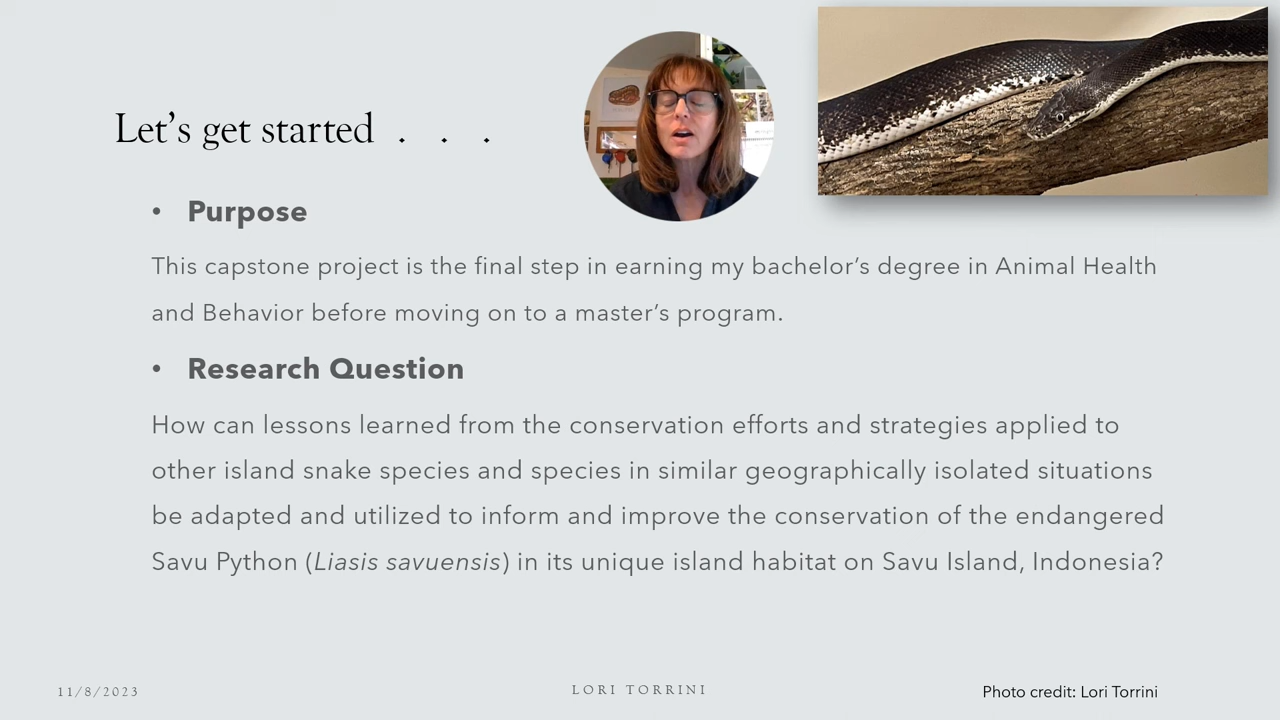 Let’s get started . . .
• Purpose
This capstone project is the final step in earning my bachelor’s degree in Animal Health
and Behavior before moving on to a master’s program.
• Research Question
How can lessons learned from the conservation efforts and strategies applied to
other island snake species and species in similar geographically isolated situations
be adapted and utilized to inform and improve the conservation of the endangered
Savu Python (Liasis savuensis) in its unique island habitat on Savu Island, Indonesia?
11/8/2023
LORI TORRINI
Photo credit: Lori Torrini